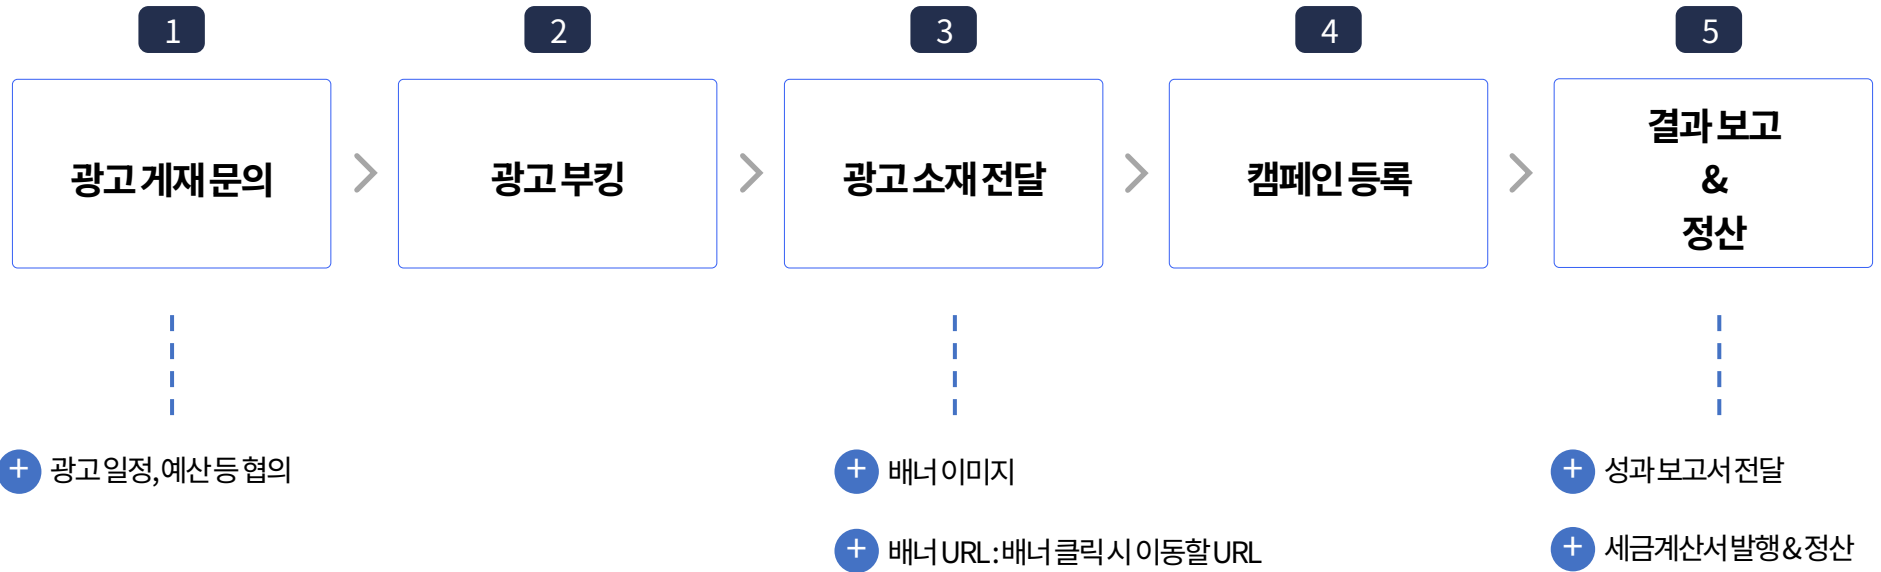 1
2
3
4
5
광고 게재 문의
광고 부킹
광고 소재 전달
캠페인 등록
결과 보고
&
정산
+ 광고 일정, 예산 등 협의
+ 배너 이미지
+ 배너 URL : 배너 클릭 시 이동할 URL
+ 성과 보고서 전달
+ 세금계산서 발행 & 정산